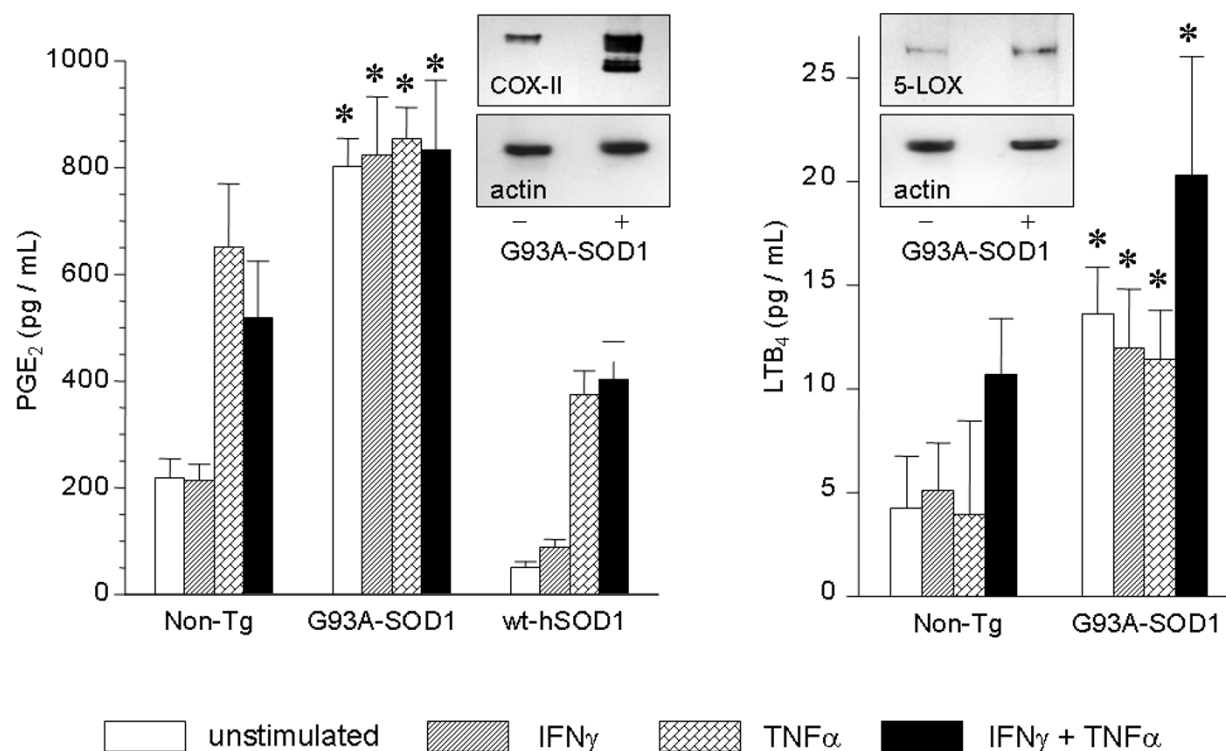 PGE₂ (pg / mL)
1000
800
600
400
200
0
* * * *
Non-Tg G93A-SOD1 wt-hSOD1
COX-II
actin
− +
G93A-SOD1
LTB₄ (pg / mL)
25
20
15
10
5
0
* * * *
Non-Tg G93A-SOD1
5-LOX
actin
− +
G93A-SOD1
unstimulated IFNγ TNFα IFNγ + TNFα